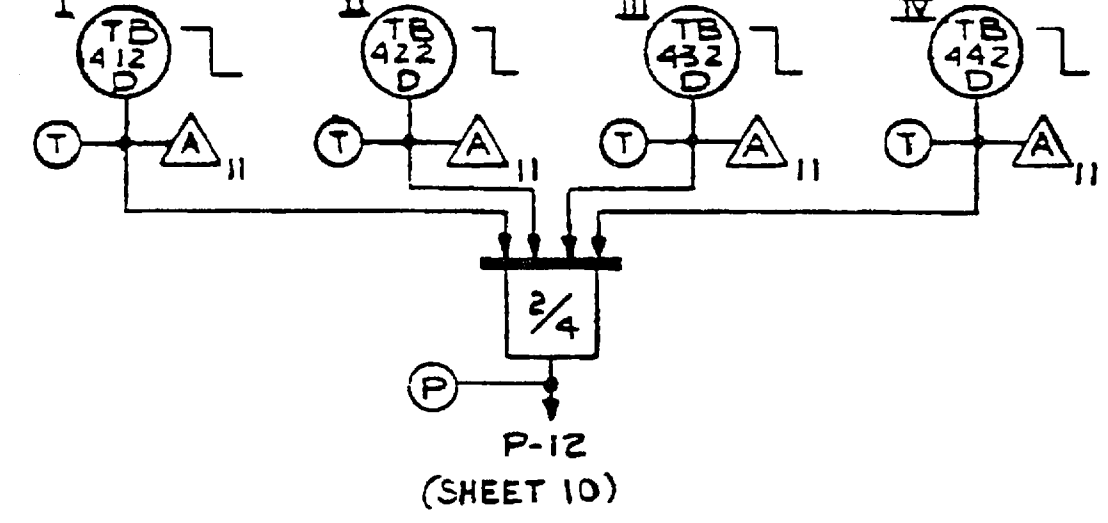 I II III IV
TB TB TB TB
412 422 432 442
D D D D
T A 11 T A 11 T A 11 T A 11
2/4
P
P-12
(SHEET 10)